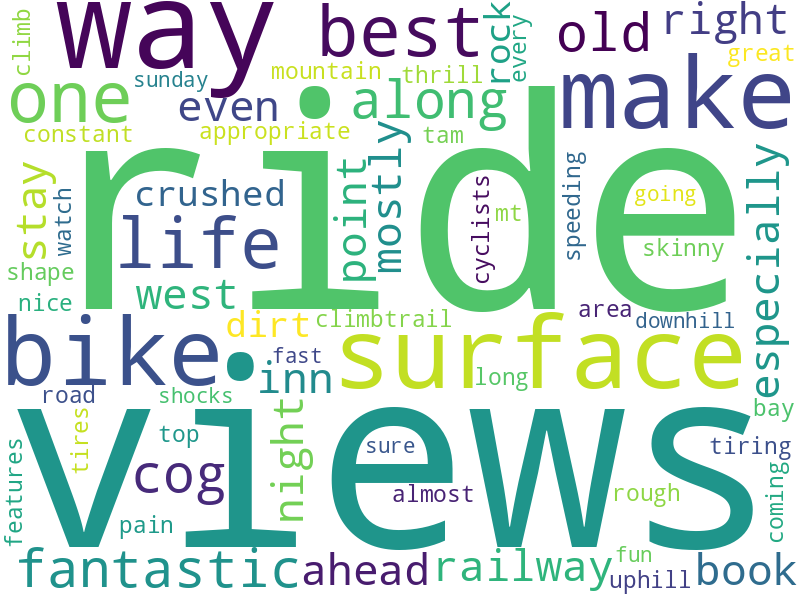 climb
way
best
old
rock
every
right
great
sunday
mountain
thrill
one
even
along
make
constant
appropriate
tam
ride
stay
watch
crushed
life
point
mostly
cyclists
mt
speeding
going
skinny
especially
shape
nice
west
dirt
climbtrail
area
downhill
bike
inn
fast
surface
long
road
shocks
views
tires
top
night
sure
bay
tiring
features
cog
almost
rough
coming
pain
fantastic
ahead
railway
fun
uphill
book